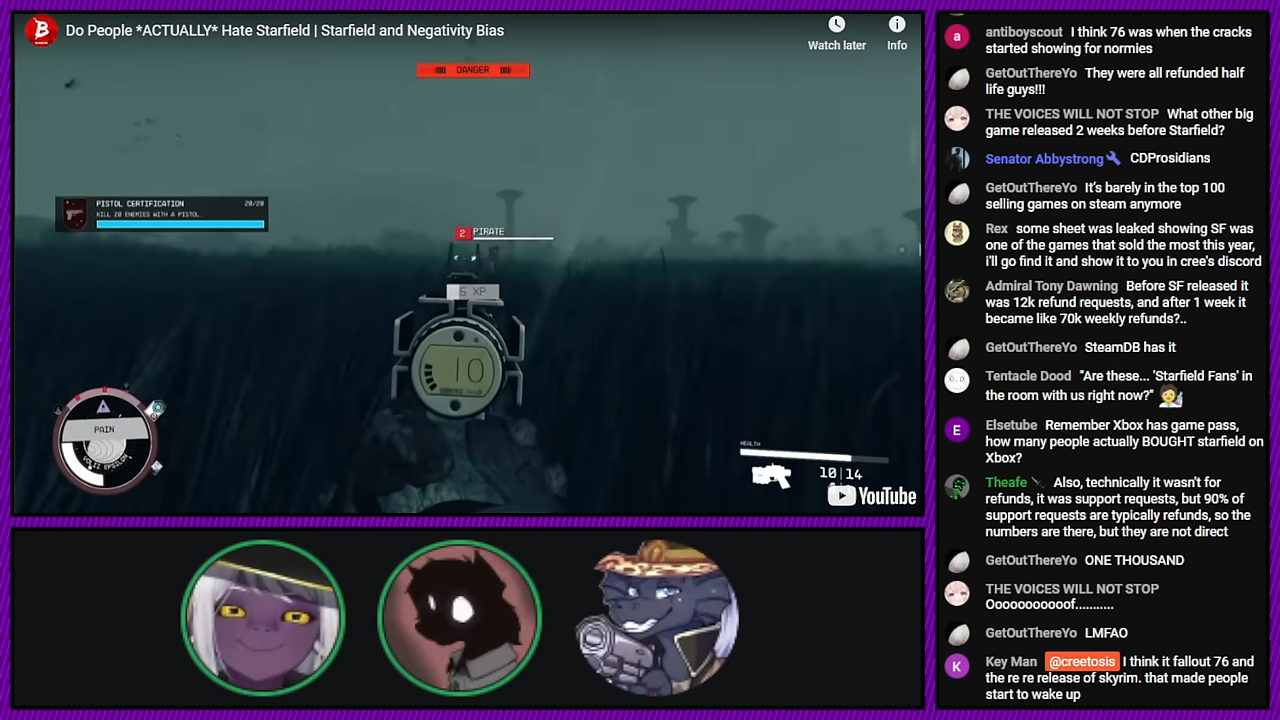 Do People *ACTUALLY* Hate Starfield | Starfield and Negativity Bias
Watch later
Info
DANGER
PISTOL CERTIFICATION 20/20
KILL 20 ENEMIES WITH A PISTOL.
2 PIRATE
5 XP
10
PAIN
HEALTH
10|14
YouTube
antiboyscout I think 76 was when the cracks
started showing for normies
GetOutThereYo They were all refunded half
life guys!!!
THE VOICES WILL NOT STOP What other big
game released 2 weeks before Starfield?
Senator Abbystrong CDProsidians
GetOutThereYo It's barely in the top 100
selling games on steam anymore
Rex some sheet was leaked showing SF was
one of the games that sold the most this year,
i'll go find it and show it to you in cree's discord
Admiral Tony Dawning Before SF released it
was 12k refund requests, and after 1 week it
became like 70k weekly refunds?..
GetOutThereYo SteamDB has it
Tentacle Dood "Are these... 'Starfield Fans' in
the room with us right now?"
E
Elsetube Remember Xbox has game pass,
how many people actually BOUGHT starfield on
Xbox?
Theafe Also, technically it wasn't for
refunds, it was support requests, but 90% of
support requests are typically refunds, so the
numbers are there, but they are not direct
GetOutThereYo ONE THOUSAND
THE VOICES WILL NOT STOP
Oooooooooof...........
GetOutThereYo LMFAO
K
Key Man @creetosis I think it fallout 76 and
the re re release of skyrim. that made people
start to wake up